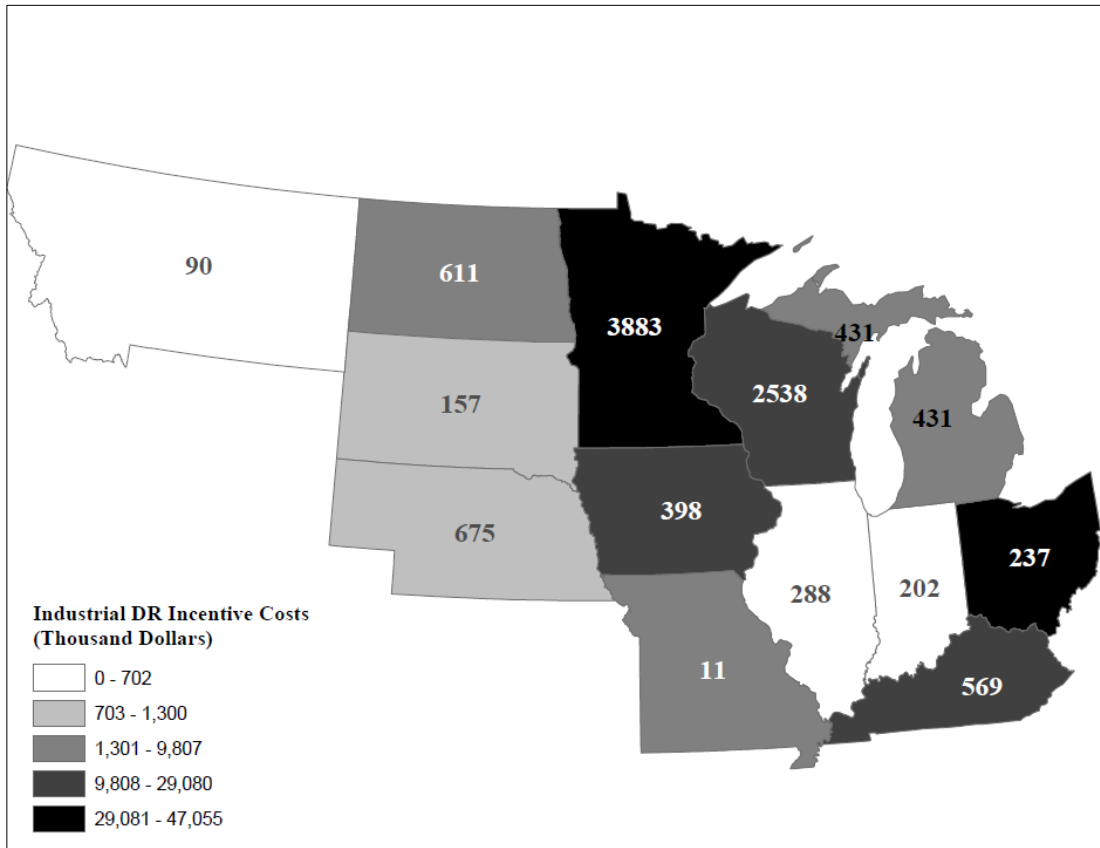 90
611
3883
431
2538
157
431
398
675
237
288
202
11
569
Industrial DR Incentive Costs
(Thousand Dollars)
0 - 702
703 - 1,300
1,301 - 9,807
9,808 - 29,080
29,081 - 47,055